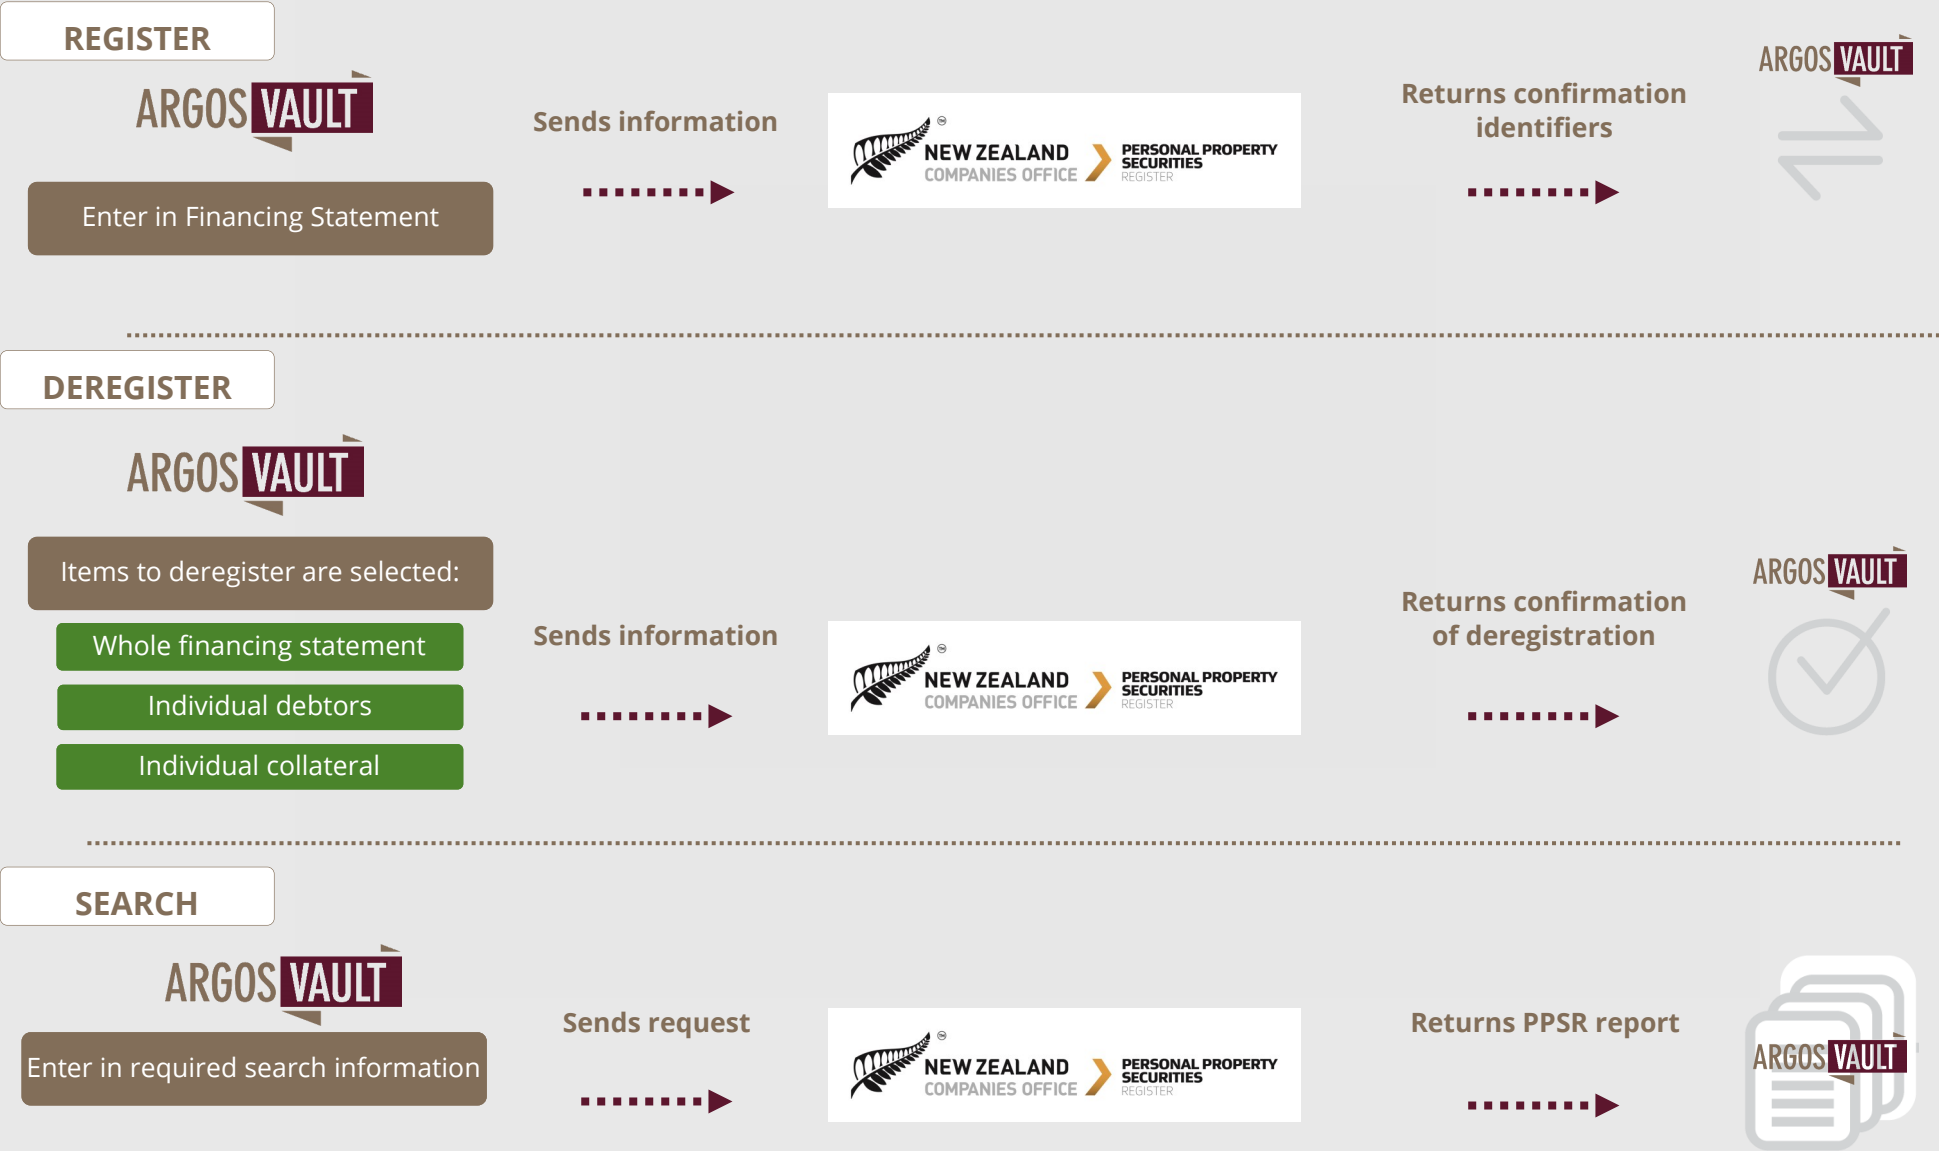 REGISTER
ARGOS VAULT
Enter in Financing Statement
Sends information
NEW ZEALAND
COMPANIES OFFICE
PERSONAL PROPERTY
SECURITIES
REGISTER
Returns confirmation
identifiers
ARGOS VAULT
DEREGISTER
ARGOS VAULT
Items to deregister are selected:
Whole financing statement
Individual debtors
Individual collateral
Sends information
NEW ZEALAND
COMPANIES OFFICE
PERSONAL PROPERTY
SECURITIES
REGISTER
Returns confirmation
of deregistration
ARGOS VAULT
SEARCH
ARGOS VAULT
Enter in required search information
Sends request
NEW ZEALAND
COMPANIES OFFICE
PERSONAL PROPERTY
SECURITIES
REGISTER
Returns PPSR report
ARGOS VAULT